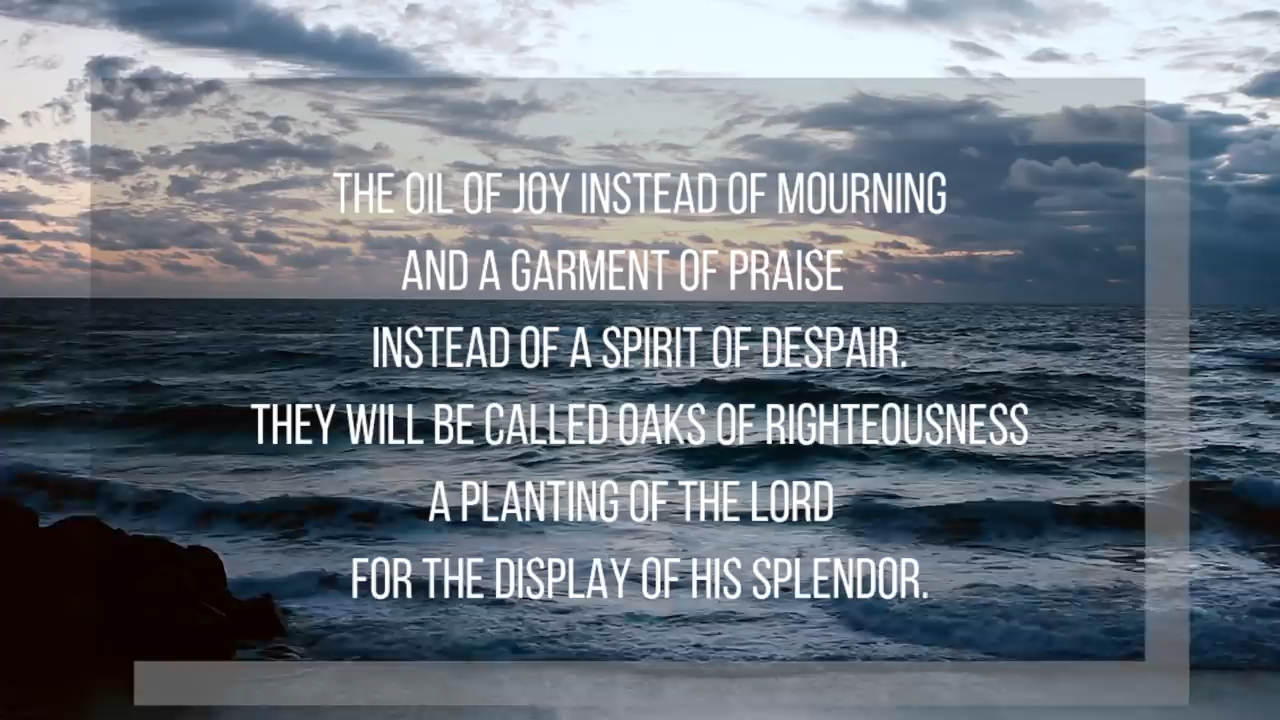 THE OIL OF JOY INSTEAD OF MOURNING
AND A GARMENT OF PRAISE
INSTEAD OF A SPIRIT OF DESPAIR.
THEY WILL BE CALLED OAKS OF RIGHTEOUSNESS
A PLANTING OF THE LORD
FOR THE DISPLAY OF HIS SPLENDOR.